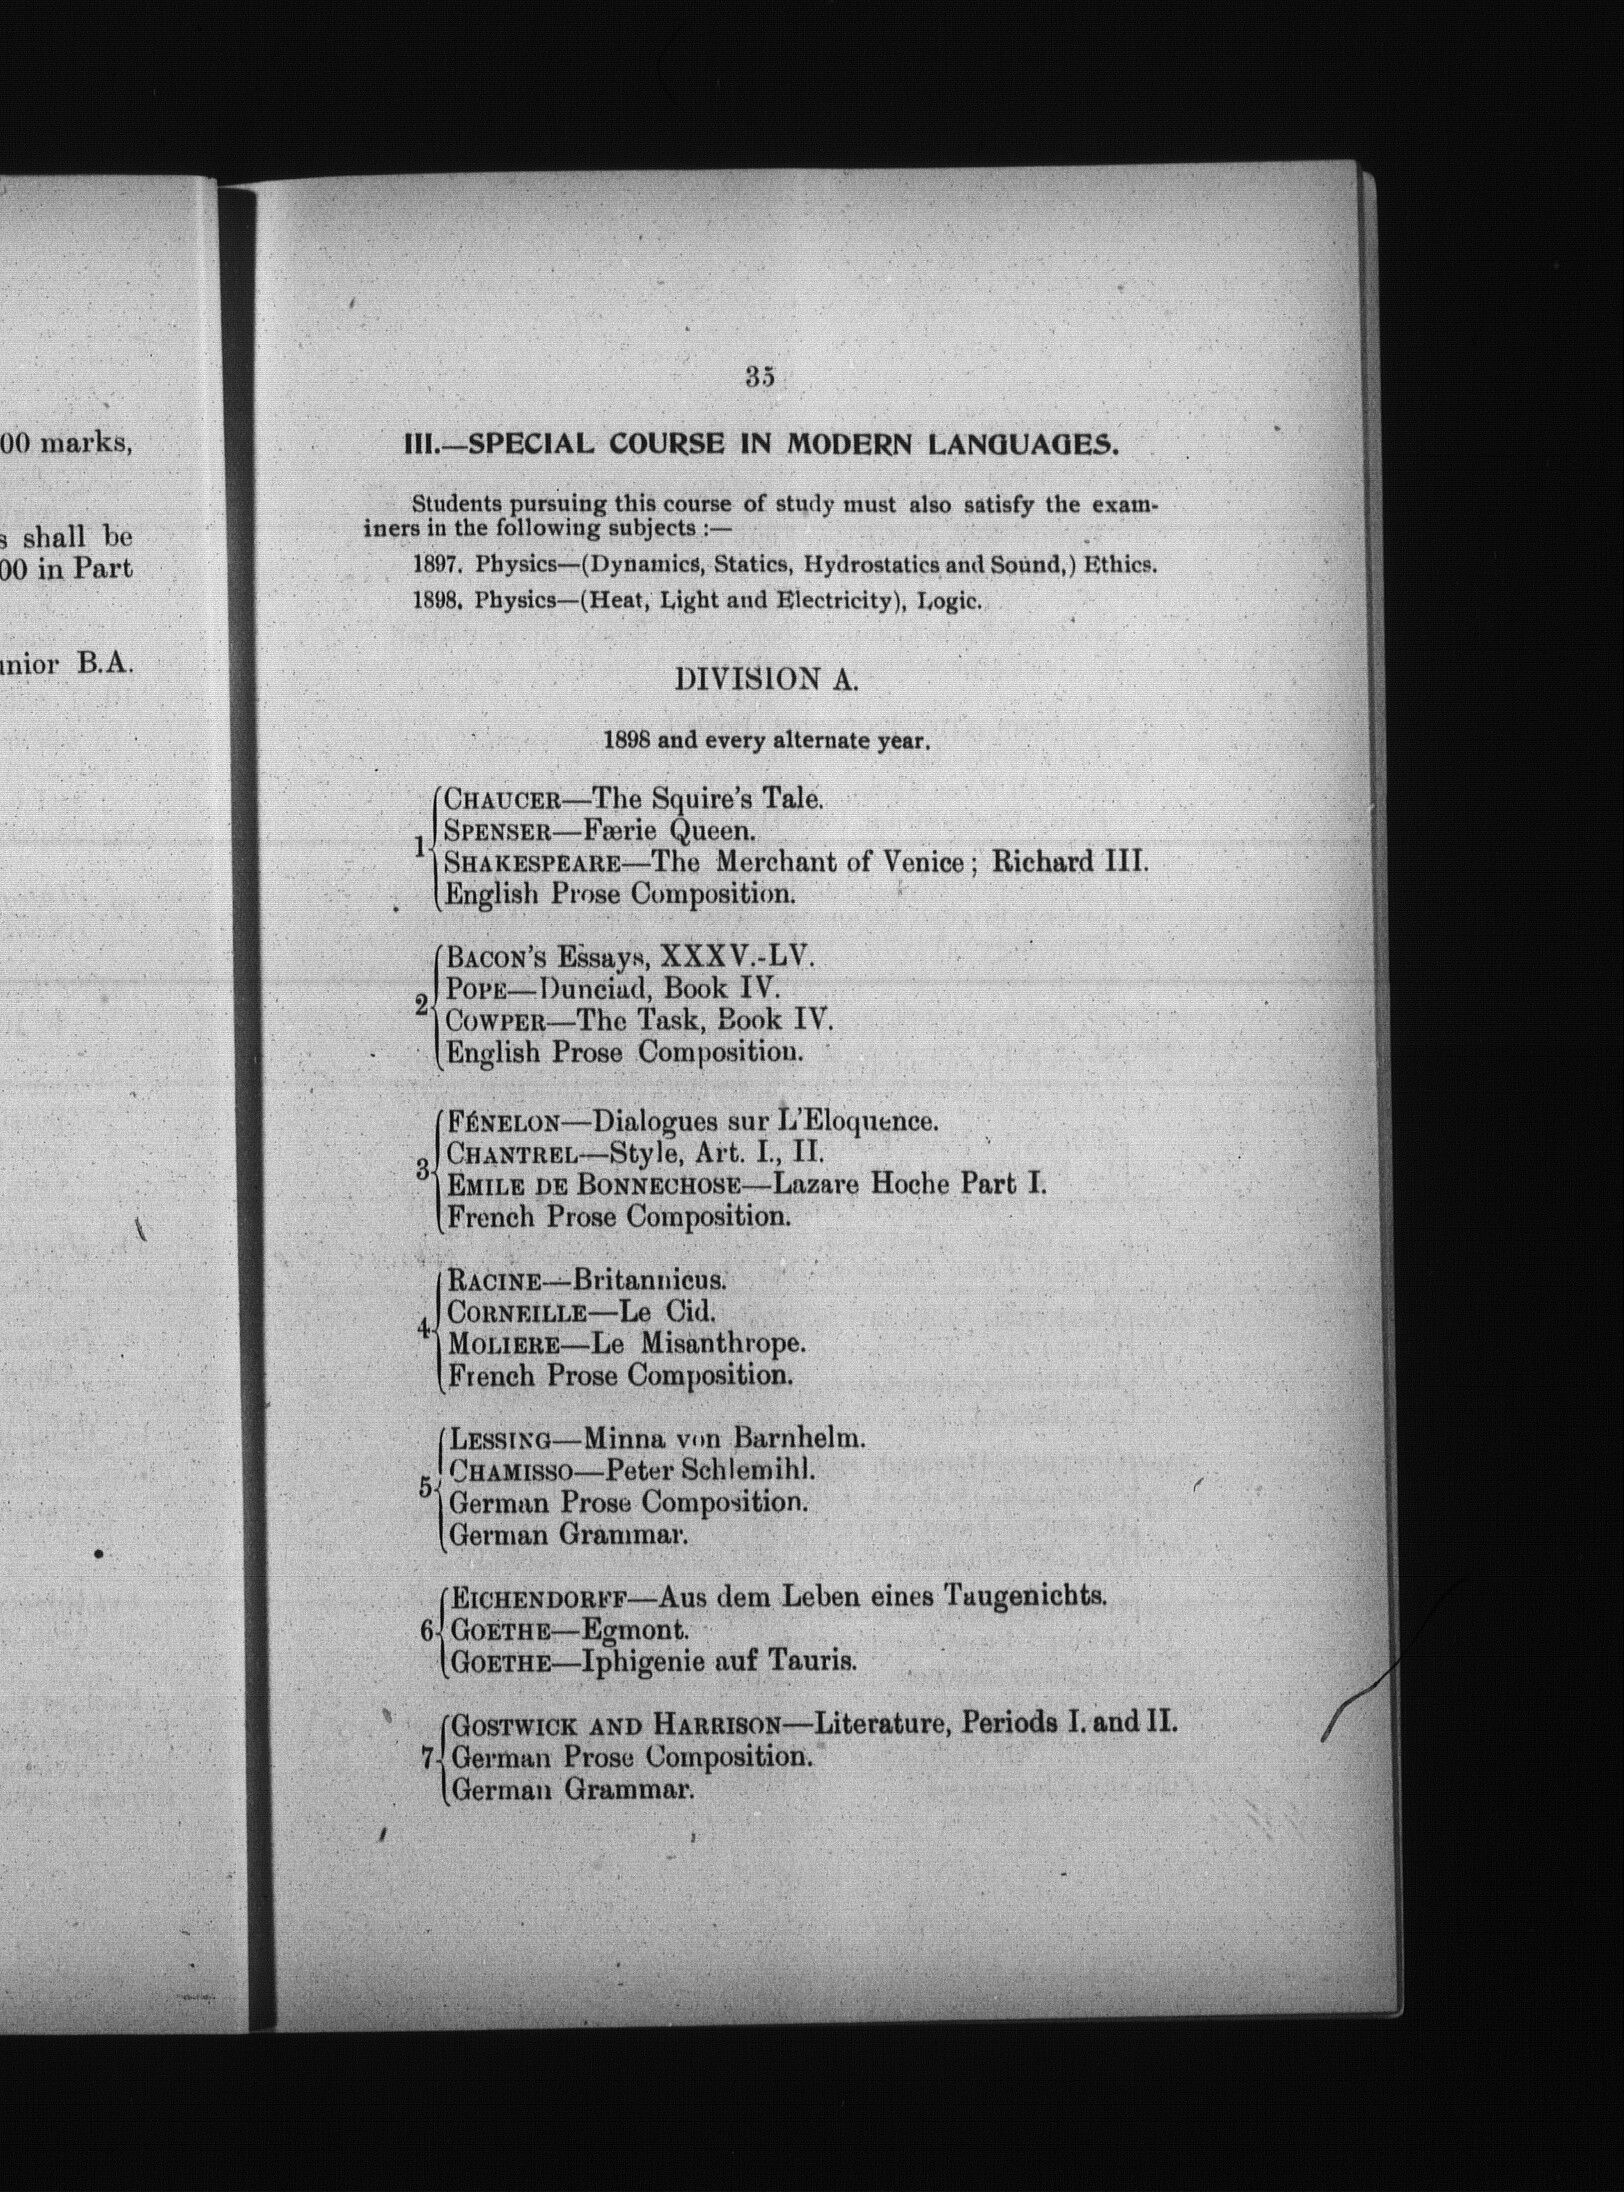 00 marks,
shall be
00 in Part
B.A.
35
III.—SPECIAL COURSE IN MODERN LANGUAGES.
Students pursuing this course of study must also satisfy the exam-
iners in the following subjects :—
1897. Physics—(Dynamics, Statics, Hydrostatics and Sound,) Ethics.
1898. Physics—(Heat, Light and Electricity), Logic.
DIVISION A.
1898 and every alternate year.
1
CHAUCER—The Squire's Tale.
SPENSER—Færie Queen.
SHAKESPEARE—The Merchant of Venice; Richard III.
English Prose Composition.
2
BACON'S Essays, XXXV.-LV.
POPE—Dunciad, Book IV.
COWPER—The Task, Book IV.
English Prose Composition.
3
FÉNELON—Dialogues sur L'Eloquence.
CHANTREL—Style, Art. I., II.
EMILE DE BONNECHOSE—Lazare Hoche Part I.
French Prose Composition.
4
RACINE—Britannicus.
CORNEILLE—Le Cid.
MOLIERE—Le Misanthrope.
French Prose Composition.
5
LESSING—Minna von Barnhelm.
CHAMISSO—Peter Schlemihl.
German Prose Composition.
German Grammar.
6
EICHENDORFF—Aus dem Leben eines Taugenichts.
GOETHE—Egmont.
GOETHE—Iphigenie auf Tauris.
7
GOSTWICK AND HARRISON—Literature, Periods I. and II.
German Prose Composition.
German Grammar.